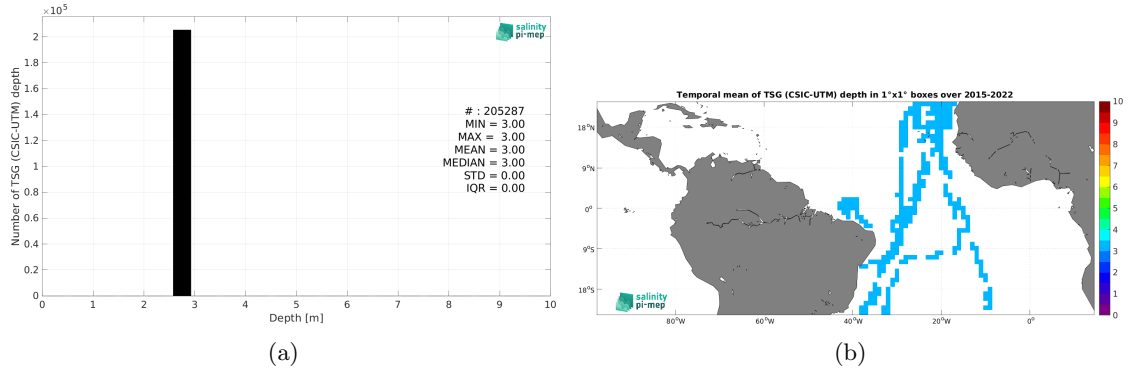 ×10⁵
2
1.8
1.6
1.4
1.2
1
0.8
0.6
0.4
0.2
0
Number of TSG (CSIC-UTM) depth
salinity
pi-mep
# : 205287
MIN = 3.00
MAX = 3.00
MEAN = 3.00
MEDIAN = 3.00
STD = 0.00
IQR = 0.00
0 1 2 3 4 5 6 7 8 9 10
Depth [m]
(a)
Temporal mean of TSG (CSIC-UTM) depth in 1°x1° boxes over 2015-2022
18°N
9°N
0°
9°S
18°S
80°W 60°W 40°W 20°W 0°
salinity
pi-mep
10
9
8
7
6
5
4
3
2
1
0
(b)